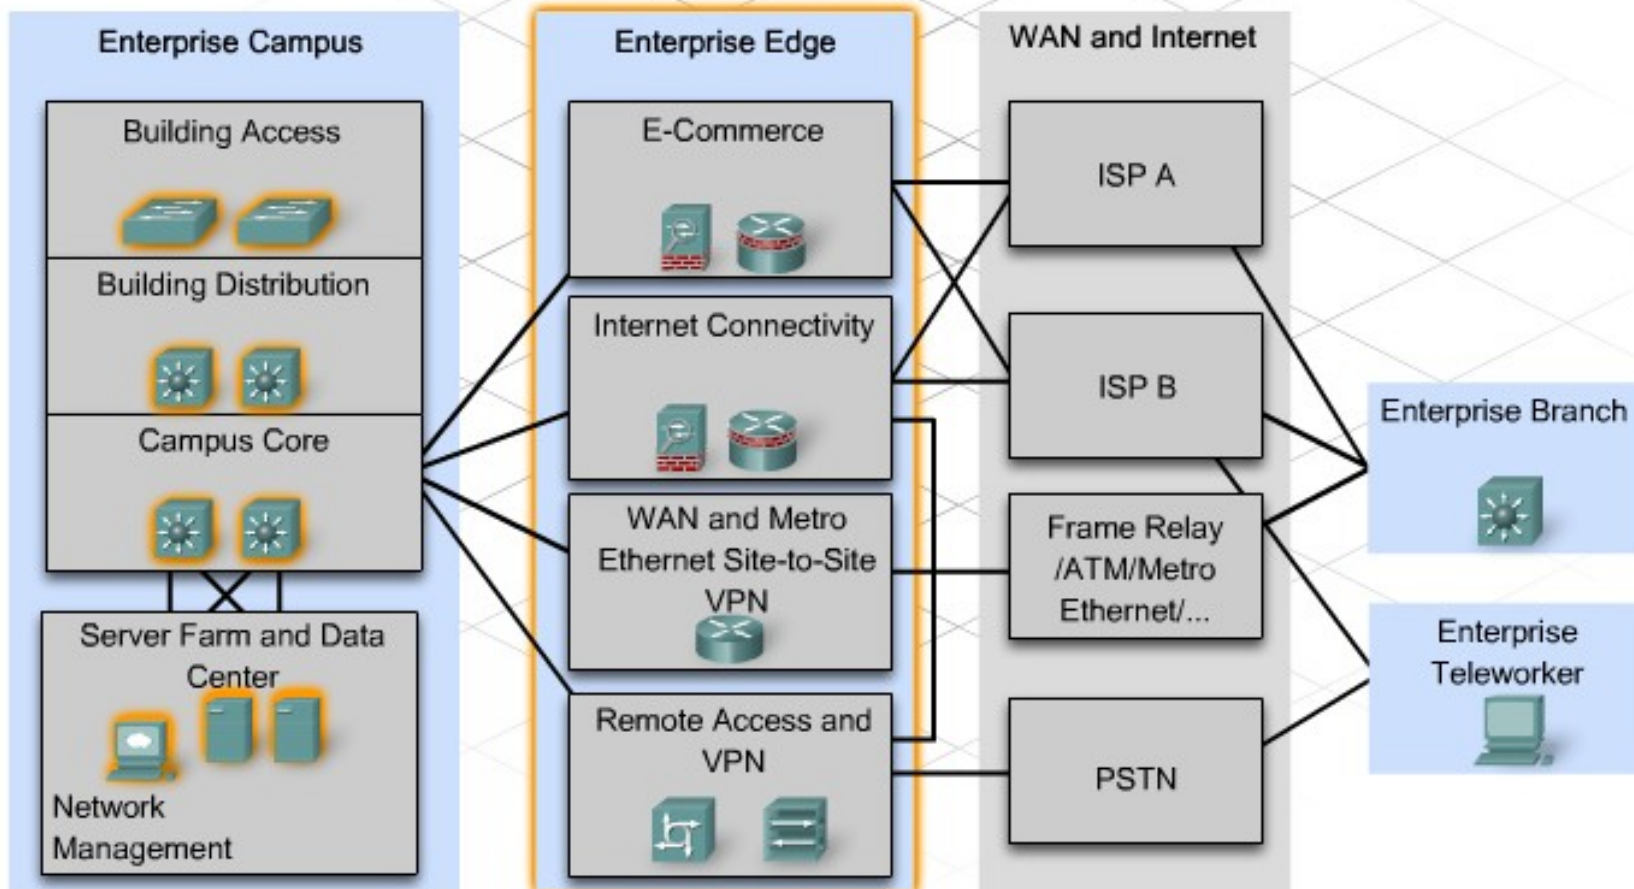 Enterprise Campus
Building Access
Building Distribution
Campus Core
Server Farm and Data
Center
Network
Management
Enterprise Edge
E-Commerce
Internet Connectivity
WAN and Metro
Ethernet Site-to-Site
VPN
Remote Access and
VPN
WAN and Internet
ISP A
ISP B
Frame Relay
/ATM/Metro
Ethernet/...
PSTN
Enterprise Branch
Enterprise
Teleworker